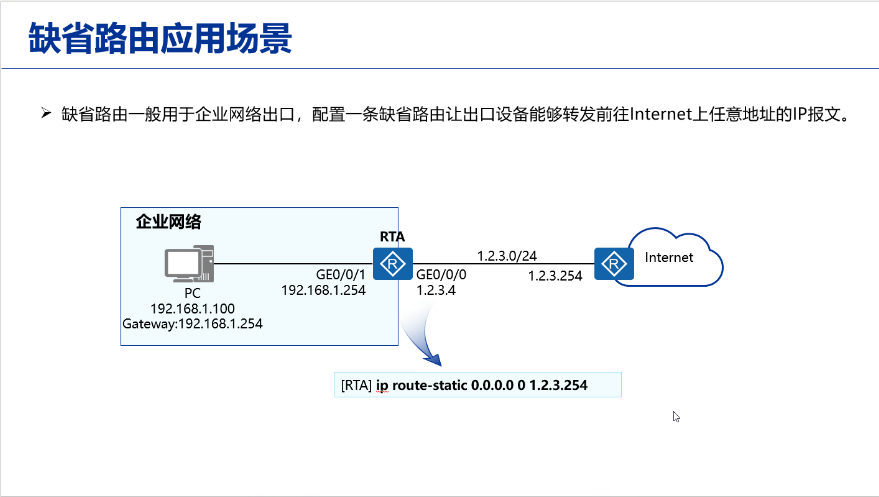 缺省路由应用场景
缺省路由一般用于企业网络出口，配置一条缺省路由让出口设备能够转发前往Internet上任意地址的IP报文。
企业网络
RTA
PC
192.168.1.100
Gateway:192.168.1.254
GE0/0/1
192.168.1.254
R
GE0/0/0
1.2.3.4
1.2.3.0/24
1.2.3.254
R
Internet
[RTA] ip route-static 0.0.0.0 0 1.2.3.254